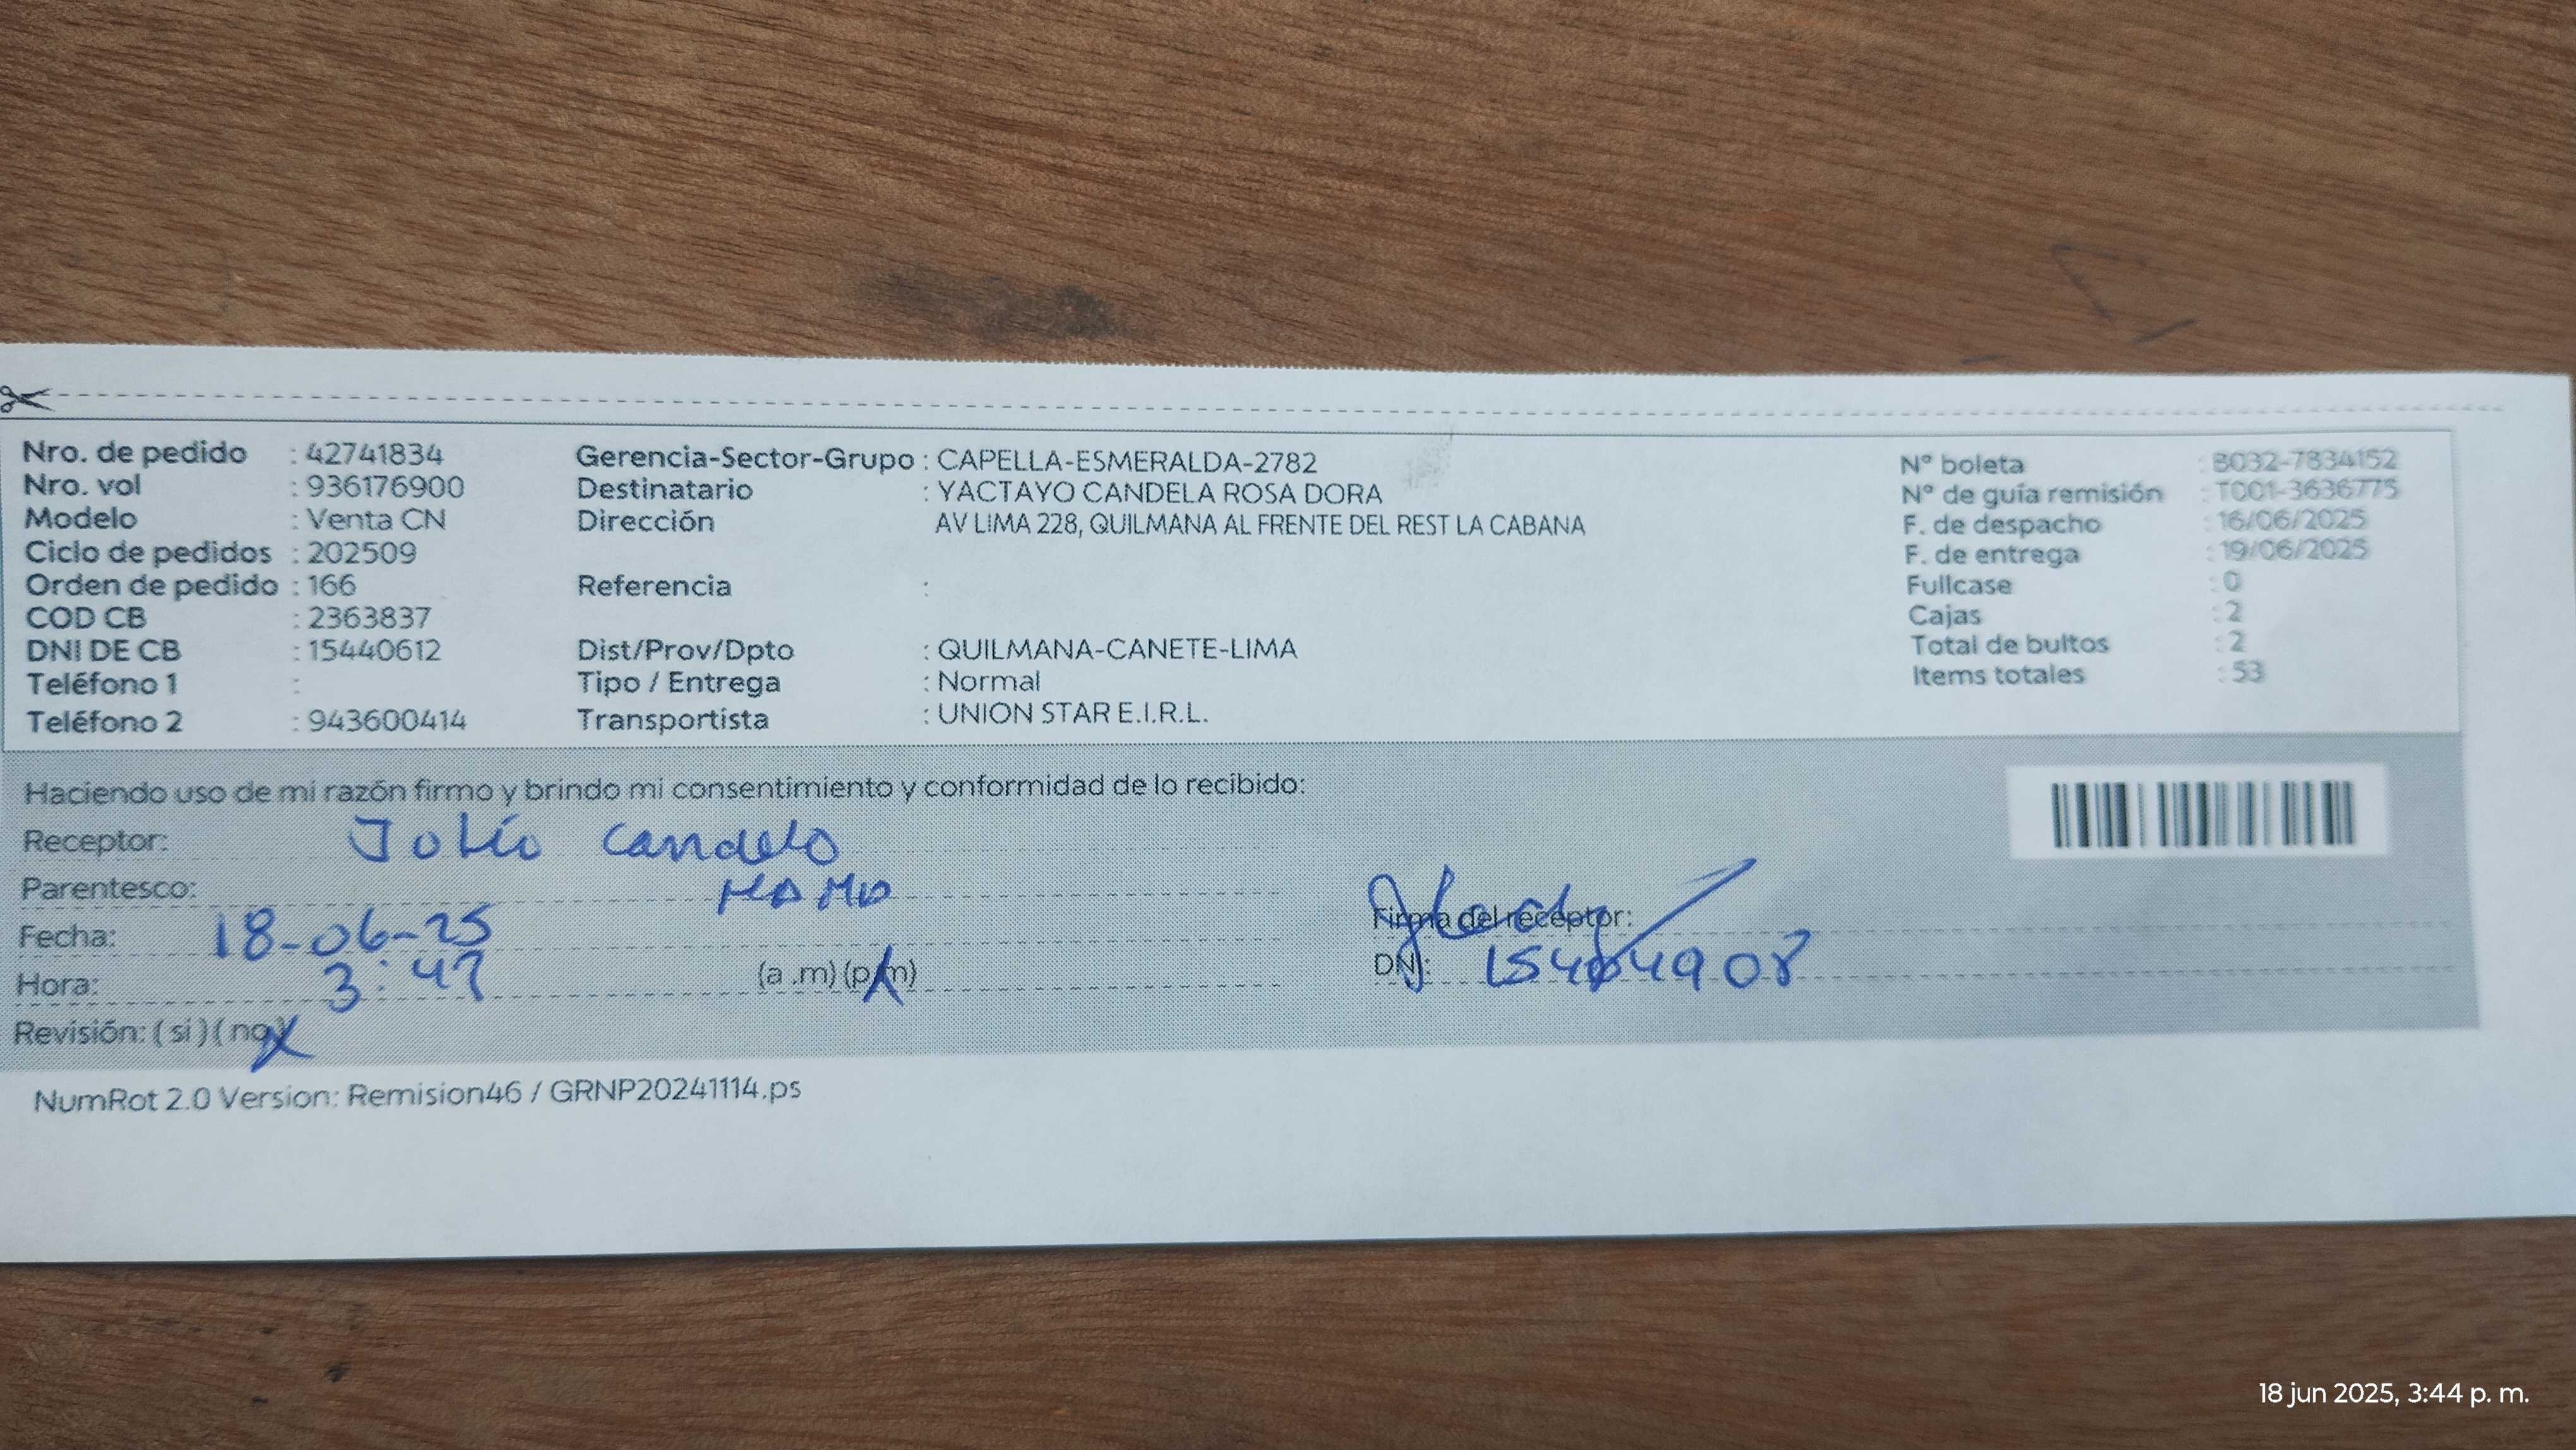 Nro. de pedido : 42741834
Nro. vol : 936176900
Modelo : Venta CN
Ciclo de pedidos : 202509
Orden de pedido : 166
COD CB : 2363837
DNI DE CB : 15440612
Teléfono 1 :
Teléfono 2 : 943600414
Gerencia-Sector-Grupo : CAPELLA-ESMERALDA-2782
Destinatario : YACTAYO CANDELA ROSA DORA
Dirección AV LIMA 228, QUILMANA AL FRENTE DEL REST LA CABANA
Referencia :
Dist/Prov/Dpto : QUILMANA-CANETE-LIMA
Tipo / Entrega : Normal
Transportista : UNION STAR E.I.R.L.
N° boleta : B032-7834152
N° de guía remisión : T001-3636775
F. de despacho : 16/06/2025
F. de entrega : 19/06/2025
Fullcase : 0
Cajas : 2
Total de bultos : 2
Items totales : 53
Haciendo uso de mi razón firmo y brindo mi consentimiento y conformidad de lo recibido:
Receptor: Julio Candelo
Parentesco:
Fecha: 18-06-25
Hora: 3:47 (a .m) (p.m)
Revisión: ( si ) ( no )
Firma del receptor:
DNI:
NumRot 2.0 Version: Remision46 / GRNP20241114.ps
18 jun 2025, 3:44 p. m.